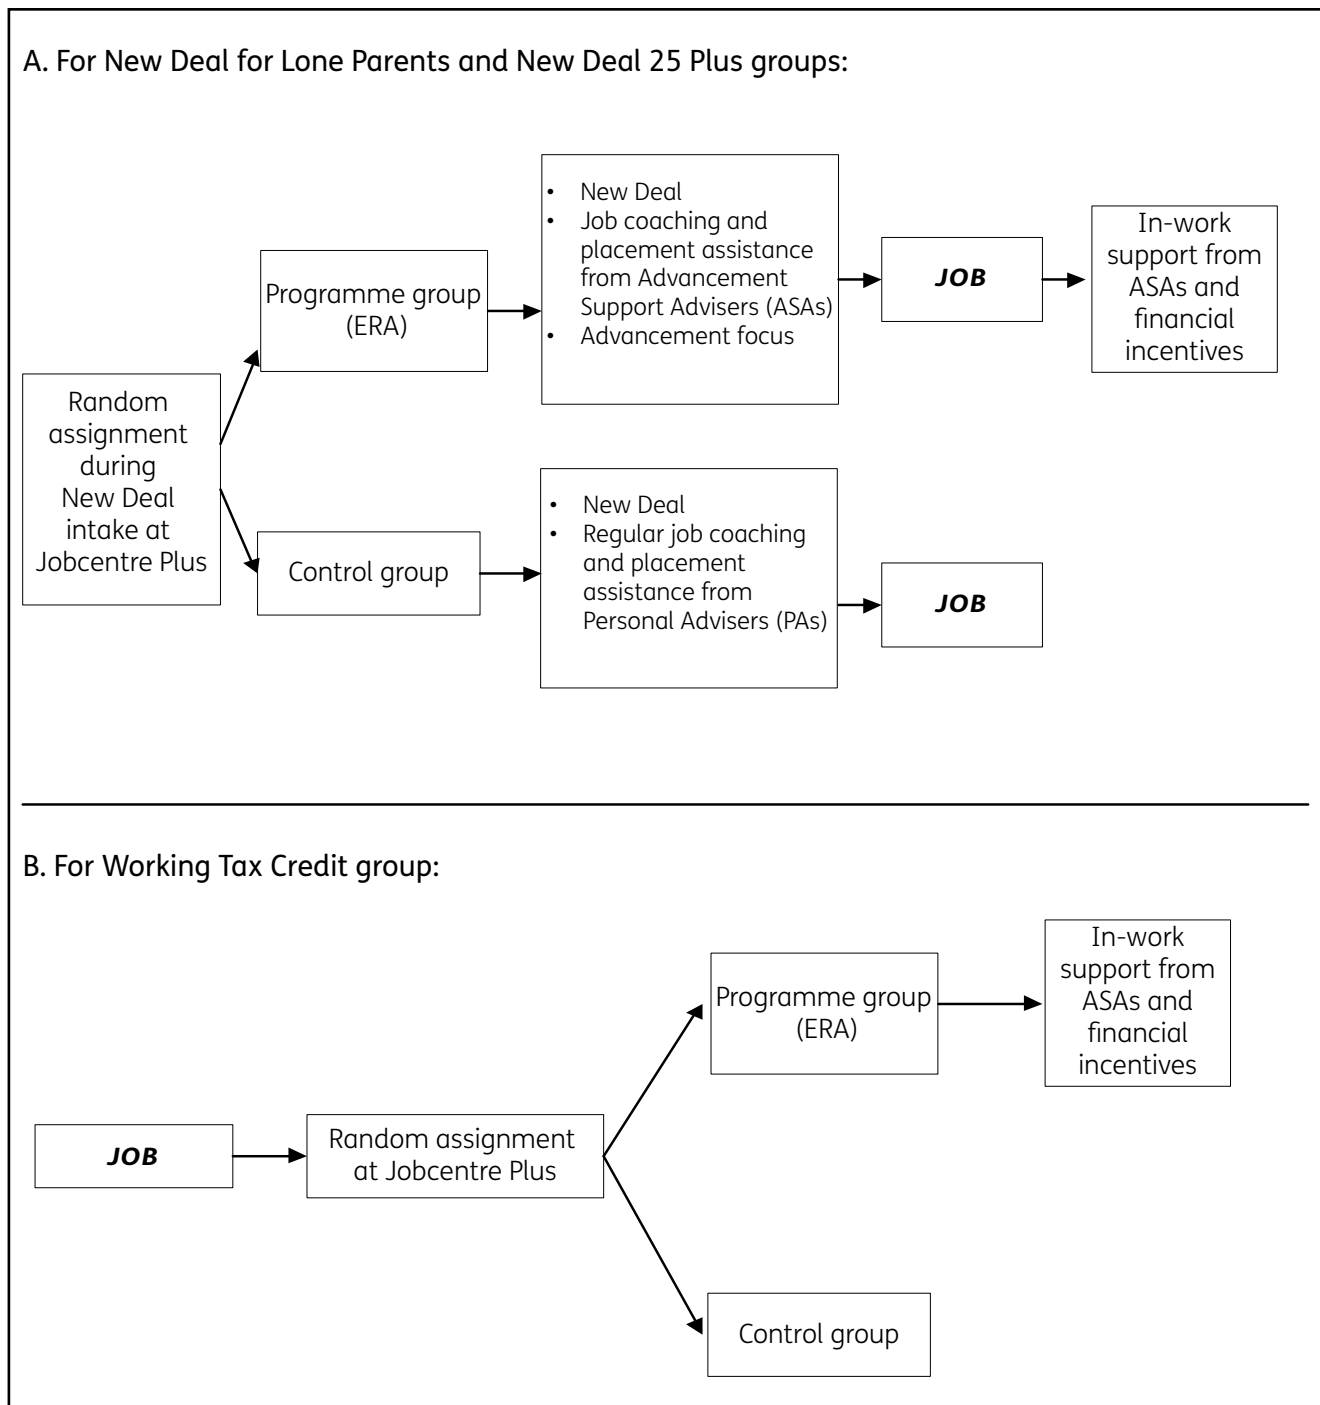 A. For New Deal for Lone Parents and New Deal 25 Plus groups:
Random
assignment
during
New Deal
intake at
Jobcentre Plus
Programme group
(ERA)
• New Deal
• Job coaching and
placement assistance
from Advancement
Support Advisers (ASAs)
• Advancement focus
JOB
In-work
support from
ASAs and
financial
incentives
Control group
• New Deal
• Regular job coaching
and placement
assistance from
Personal Advisers (PAs)
JOB
B. For Working Tax Credit group:
JOB
Random assignment
at Jobcentre Plus
Programme group
(ERA)
In-work
support from
ASAs and
financial
incentives
Control group